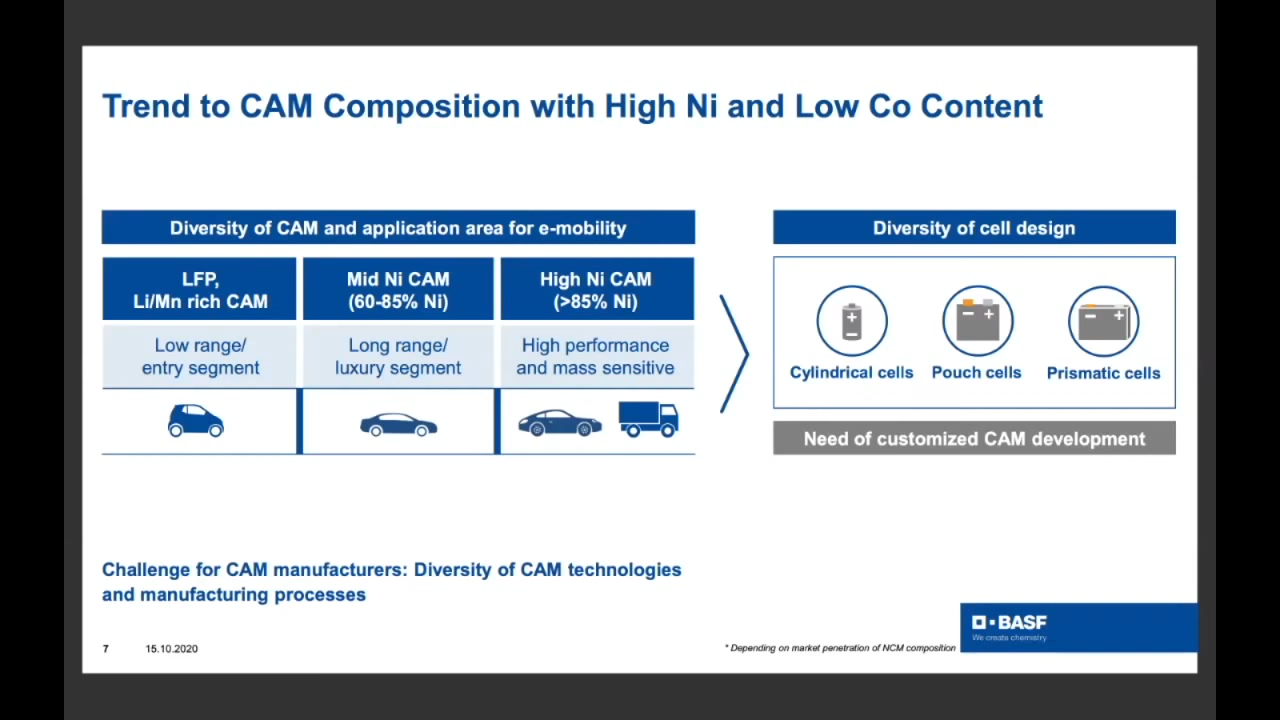 Trend to CAM Composition with High Ni and Low Co Content
Diversity of CAM and application area for e-mobility
LFP,
Li/Mn rich CAM
Mid Ni CAM
(60-85% Ni)
High Ni CAM
(>85% Ni)
Low range/
entry segment
Long range/
luxury segment
High performance
and mass sensitive
Diversity of cell design
Cylindrical cells
Pouch cells
Prismatic cells
Need of customized CAM development
Challenge for CAM manufacturers: Diversity of CAM technologies
and manufacturing processes
7
15.10.2020
* Depending on market penetration of NCM composition
BASF
We create chemistry